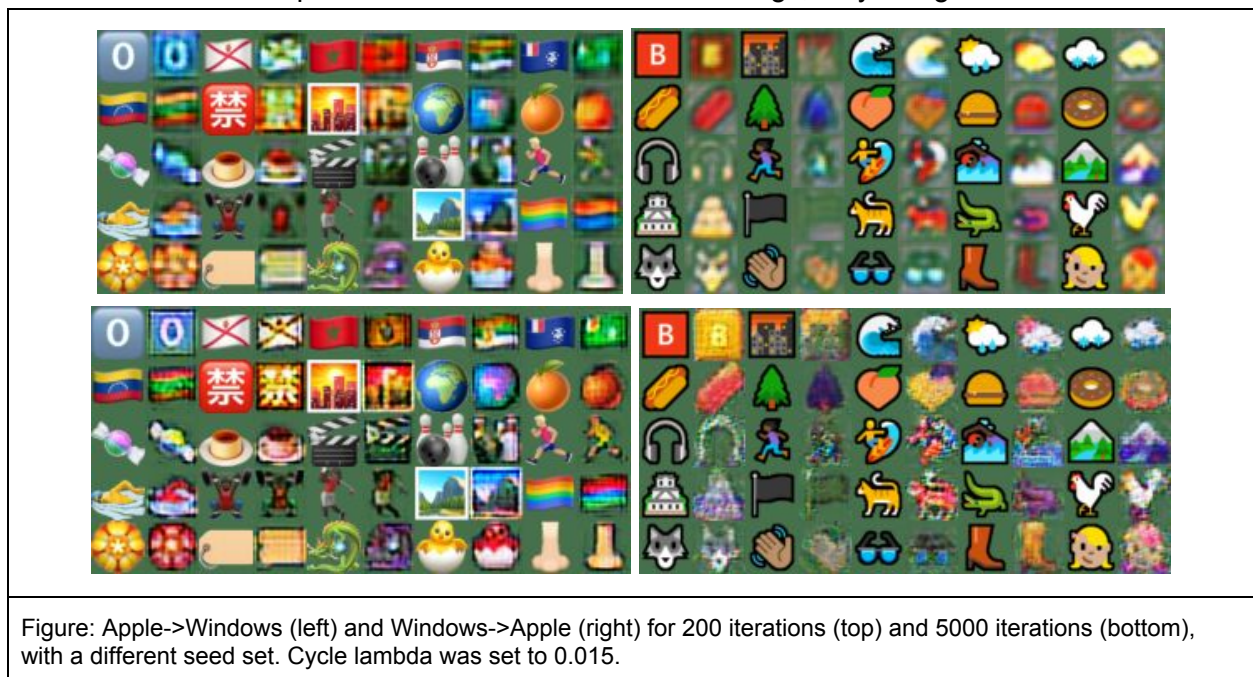 0
B
禁
Figure: Apple->Windows (left) and Windows->Apple (right) for 200 iterations (top) and 5000 iterations (bottom),
with a different seed set. Cycle lambda was set to 0.015.